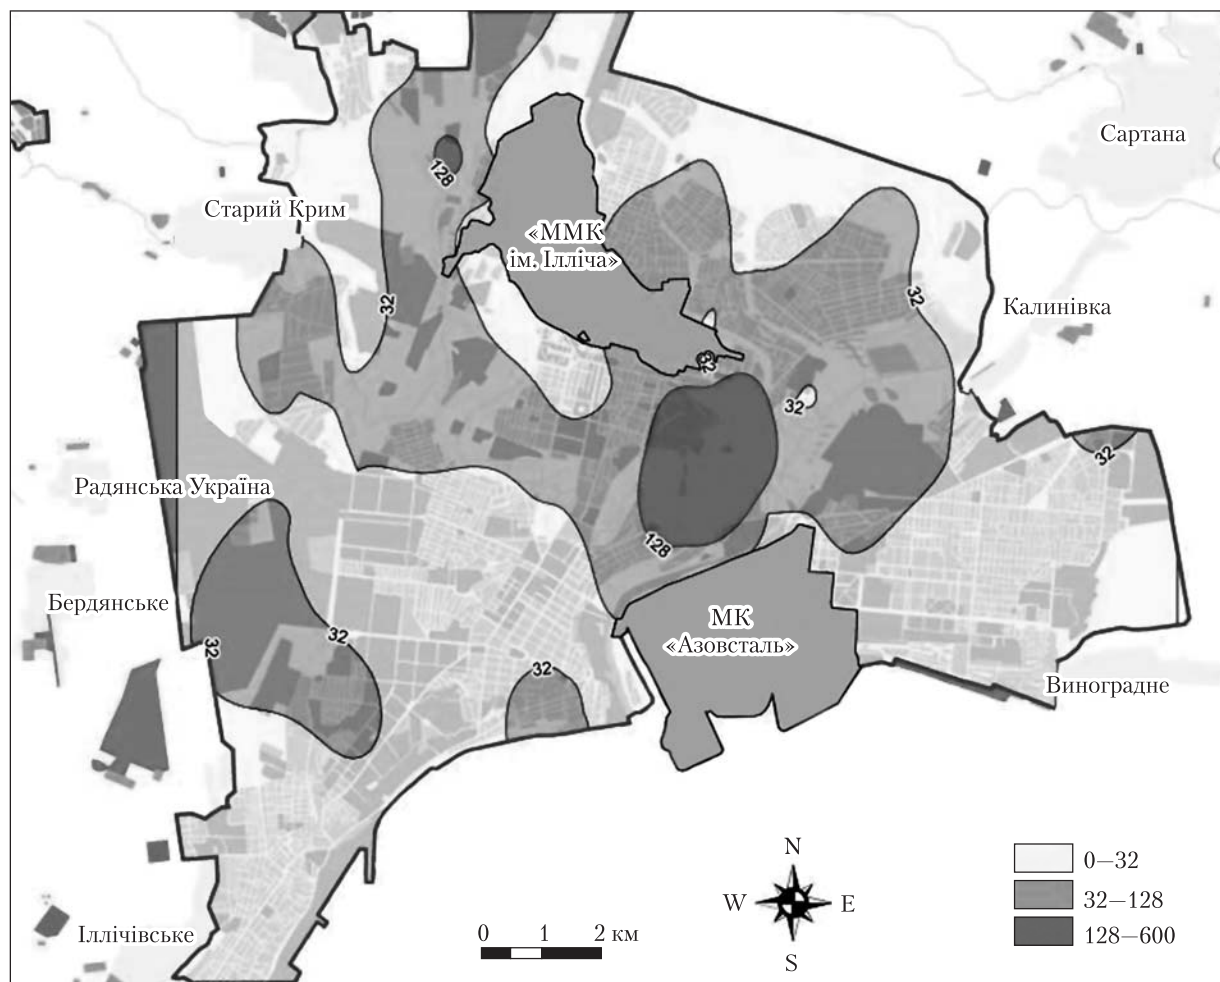 Сартана
128
Старий Крим
«ММК
ім. Ілліча»
32
32
Калинівка
32
32
32
Радянська Україна
128
Бердянське
МК
«Азовсталь»
32
32
32
Виноградне
N
W
E
S
0–32
32–128
128–600
0 1 2 км
Іллічівське